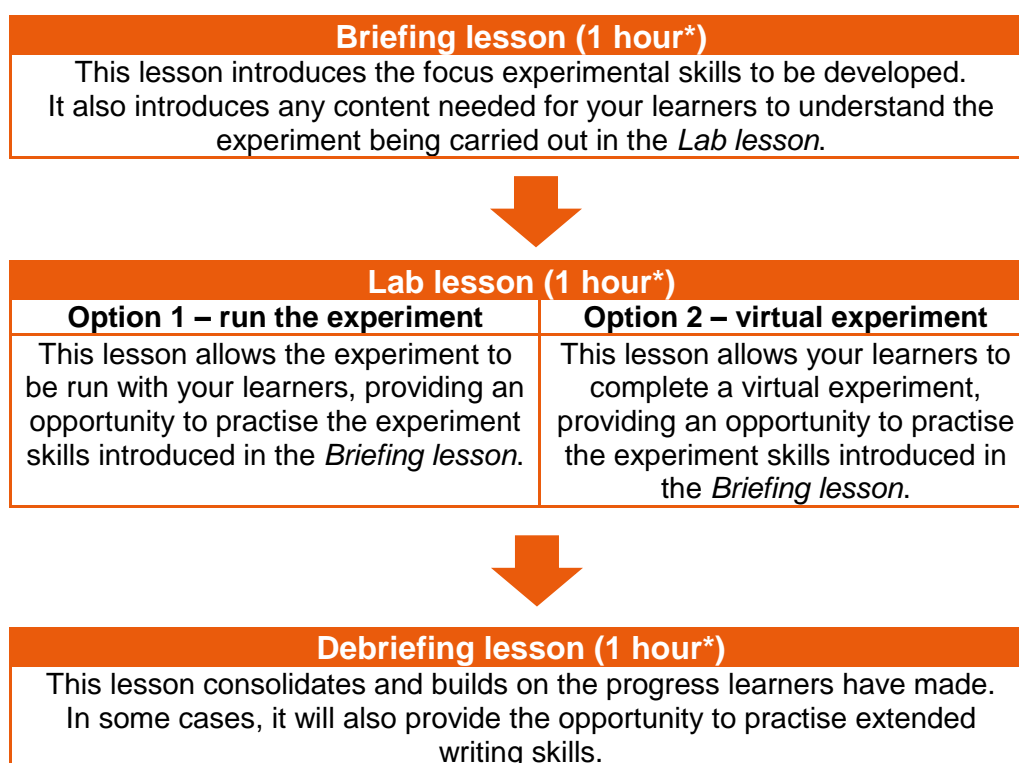 Briefing lesson (1 hour*)
This lesson introduces the focus experimental skills to be developed.
It also introduces any content needed for your learners to understand the
experiment being carried out in the Lab lesson.
Lab lesson (1 hour*)
Option 1 – run the experiment
This lesson allows the experiment to
be run with your learners, providing an
opportunity to practise the experiment
skills introduced in the Briefing lesson.
Option 2 – virtual experiment
This lesson allows your learners to
complete a virtual experiment,
providing an opportunity to practise
the experiment skills introduced in
the Briefing lesson.
Debriefing lesson (1 hour*)
This lesson consolidates and builds on the progress learners have made.
In some cases, it will also provide the opportunity to practise extended
writing skills.